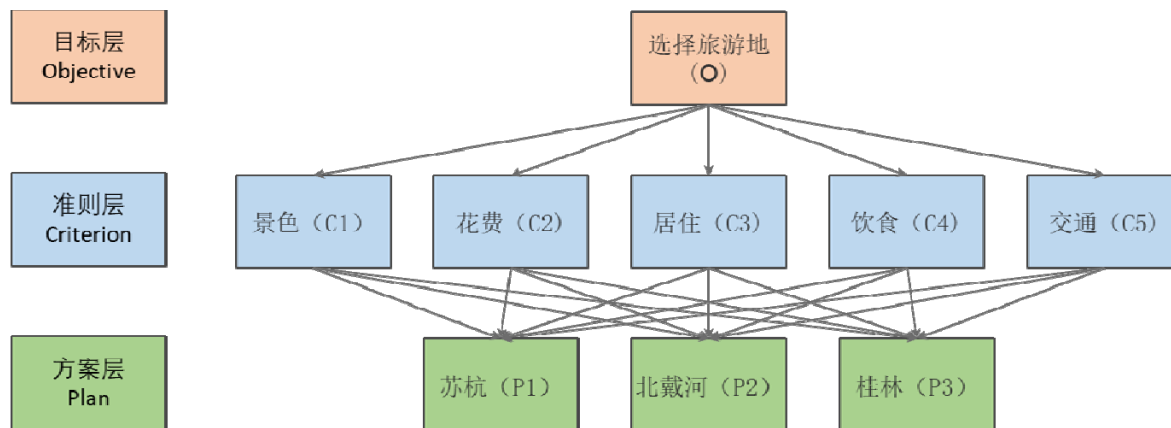 目标层
Objective
选择旅游地
（O）
准则层
Criterion
景色（C1）
花费（C2）
居住（C3）
饮食（C4）
交通（C5）
方案层
Plan
苏杭（P1）
北戴河（P2）
桂林（P3）